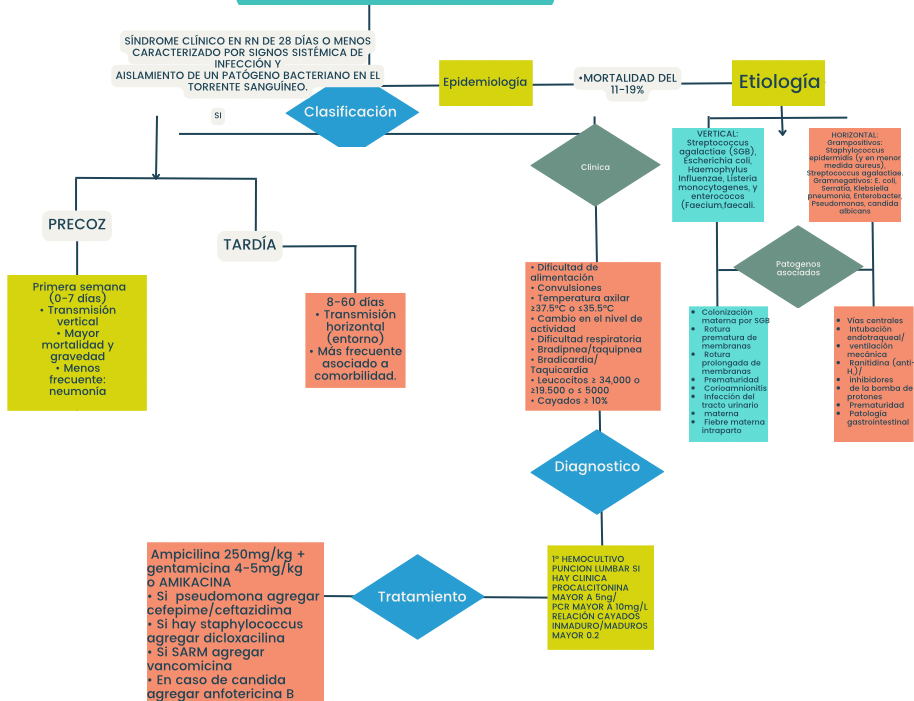 SÍNDROME CLÍNICO EN RN DE 28 DÍAS O MENOS
CARACTERIZADO POR SIGNOS SISTÉMICA DE
INFECCIÓN Y
AISLAMIENTO DE UN PATÓGENO BACTERIANO EN EL
TORRENTE SANGUÍNEO.
Epidemiología
•MORTALIDAD DEL
11-19%
Etiología
Clasificación
SI
Clinica
VERTICAL:
Streptococcus
agalactiae (SGB),
Escherichia coli,
Haemophylus
Influenzae, Listeria
monocytogenes, y
enterococos
(Faecium,faecali.
HORIZONTAL:
Grampositivos:
Staphylococcus
epidermidis (y en menor
medida aureus),
Streptococcus agalactiae.
Gramnegativos: E. coli,
Serratia, Klebsiella
pneumonia, Enterobacter,
Pseudomonas, candida
albicans
PRECOZ
TARDÍA
Patogenos
asociados
Primera semana
(0-7 días)
• Transmisión
vertical
• Mayor
mortalidad y
gravedad
• Menos
frecuente:
neumonía
8-60 días
• Transmisión
horizontal
(entorno)
• Más frecuente
asociado a
comorbilidad.
• Dificultad de
alimentación
• Convulsiones
• Temperatura axilar
≥37.5°C o ≤35.5°C
• Cambio en el nivel de
actividad
• Dificultad respiratoria
• Bradipnea/taquipnea
• Bradicardia/
Taquicardia
• Leucocitos ≥ 34,000 o
≥19.500 o ≤ 5000
• Cayados ≥ 10%
• Colonización
materna por SGB
• Rotura
prematura de
membranas
• Rotura
prolongada de
membranas
• Prematuridad
• Corioamnionitis
• Infección del
tracto urinario
• materna
• Fiebre materna
intraparto
• Vías centrales
• Intubación
endotraqueal/
• ventilación
mecánica
• Ranitidina (anti-
H₂)/
• inhibidores
• de la bomba de
protones
• Prematuridad
• Patología
gastrointestinal
Diagnostico
1° HEMOCULTIVO
PUNCION LUMBAR SI
HAY CLINICA
PROCALCITONINA
MAYOR A 5ng/
PCR MAYOR A 10mg/L
RELACIÓN CAYADOS
INMADURO/MADUROS
MAYOR 0.2
Tratamiento
Ampicilina 250mg/kg +
gentamicina 4-5mg/kg
o AMIKACINA
• Si pseudomona agregar
cefepime/ceftazidima
• Si hay staphylococcus
agregar dicloxacilina
• Si SARM agregar
vancomicina
• En caso de candida
agregar anfotericina B